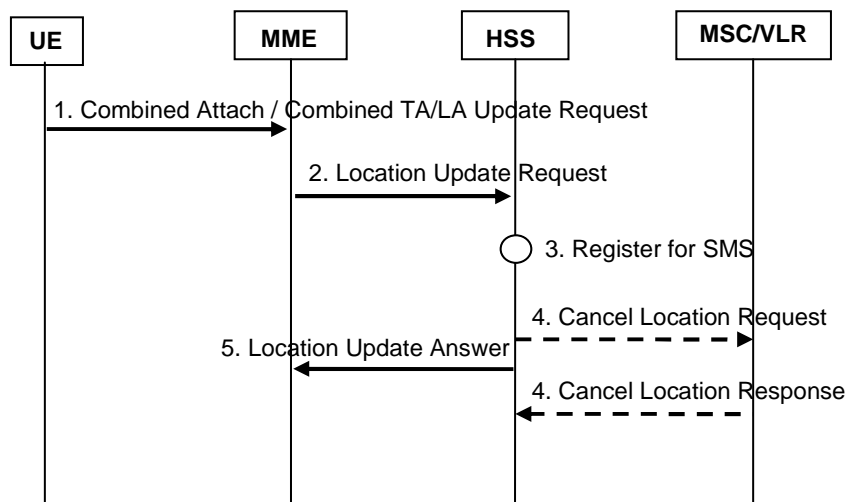 UE
MME
HSS
MSC/VLR
1. Combined Attach / Combined TA/LA Update Request
2. Location Update Request
3. Register for SMS
4. Cancel Location Request
5. Location Update Answer
4. Cancel Location Response